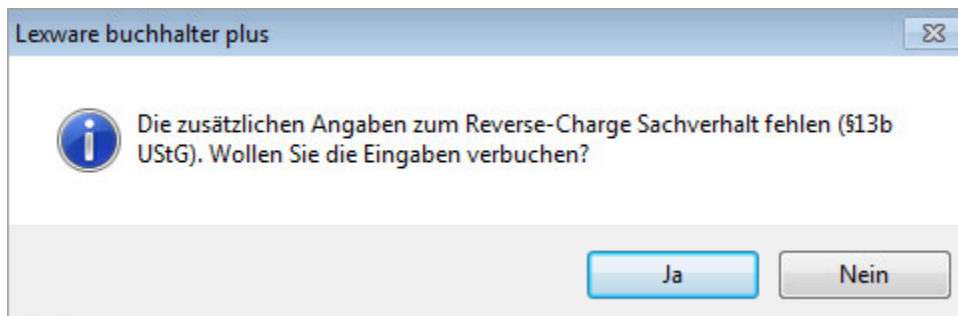 Lexware buchhalter plus
Die zusätzlichen Angaben zum Reverse-Charge Sachverhalt fehlen (§13b
UStG). Wollen Sie die Eingaben verbuchen?
Ja
Nein